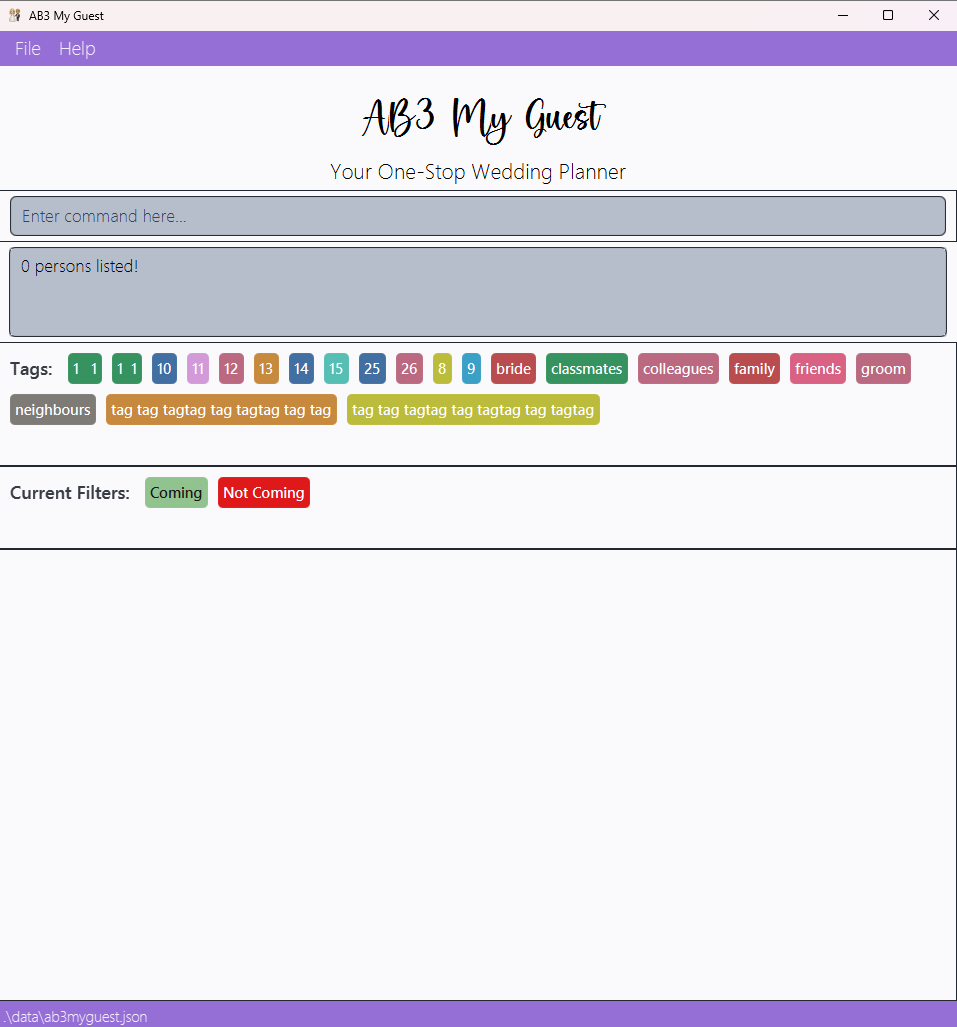 AB3 My Guest
File Help
AB3 My Guest
Your One-Stop Wedding Planner
Enter command here...
0 persons listed!
Tags: 1  1 1 1 10 11 12 13 14 15 25 26 8 9 bride classmates colleagues family friends groom
neighbours tag tag tagtag tag tagtag tag tag tag tag tagtag tag tagtag tag tagtag
Current Filters: Coming Not Coming
.\data\ab3myguest.json